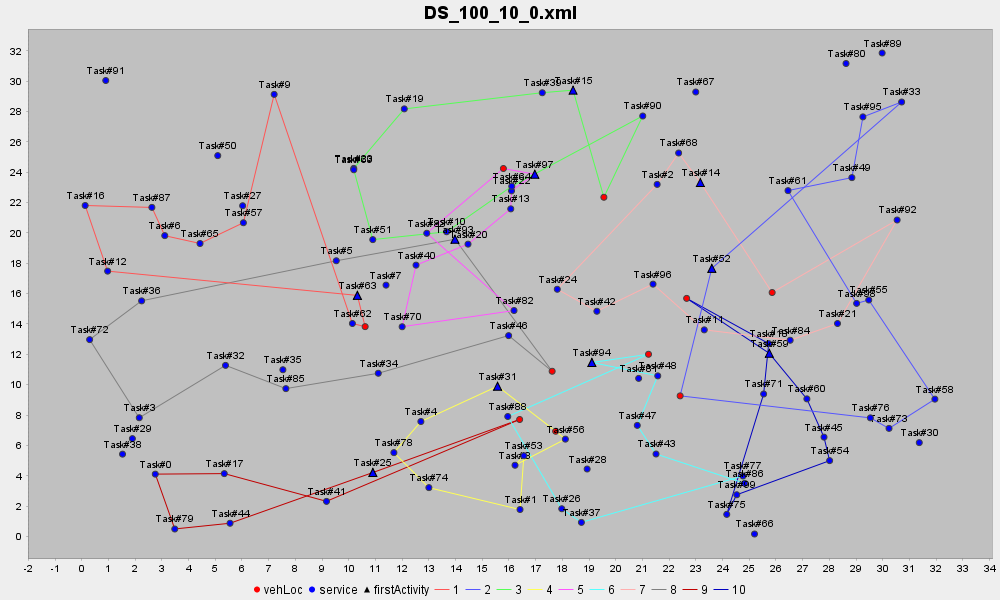 DS_100_10_0.xml
32
30
28
26
24
22
20
18
16
14
12
10
8
6
4
2
0
Task#89
Task#80
Task#91
Task#9
Task#15
Task#67
Task#33
Task#19
Task#90
Task#95
Task#50
Task#68
Task#97
Task#14
Task#2
Task#49
Task#61
Task#22
Task#13
Task#16
Task#87
Task#27
Task#57
Task#92
Task#6
Task#65
Task#51
Task#10
Task#93
Task#20
Task#5
Task#40
Task#52
Task#12
Task#7
Task#63
Task#24
Task#96
Task#36
Task#55
Task#82
Task#42
Task#62
Task#70
Task#21
Task#11
Task#84
Task#72
Task#46
Task#59
Task#94
Task#32
Task#35
Task#34
Task#48
Task#85
Task#31
Task#71
Task#60
Task#58
Task#3
Task#4
Task#88
Task#47
Task#76
Task#73
Task#29
Task#45
Task#30
Task#56
Task#38
Task#78
Task#53
Task#43
Task#54
Task#0
Task#17
Task#25
Task#28
Task#77
Task#86
Task#74
Task#99
Task#41
Task#1
Task#26
Task#75
Task#79
Task#44
Task#37
Task#66
-2 -1 0 1 2 3 4 5 6 7 8 9 10 11 12 13 14 15 16 17 18 19 20 21 22 23 24 25 26 27 28 29 30 31 32 33 34
vehLoc service firstActivity 1 2 3 4 5 6 7 8 9 10